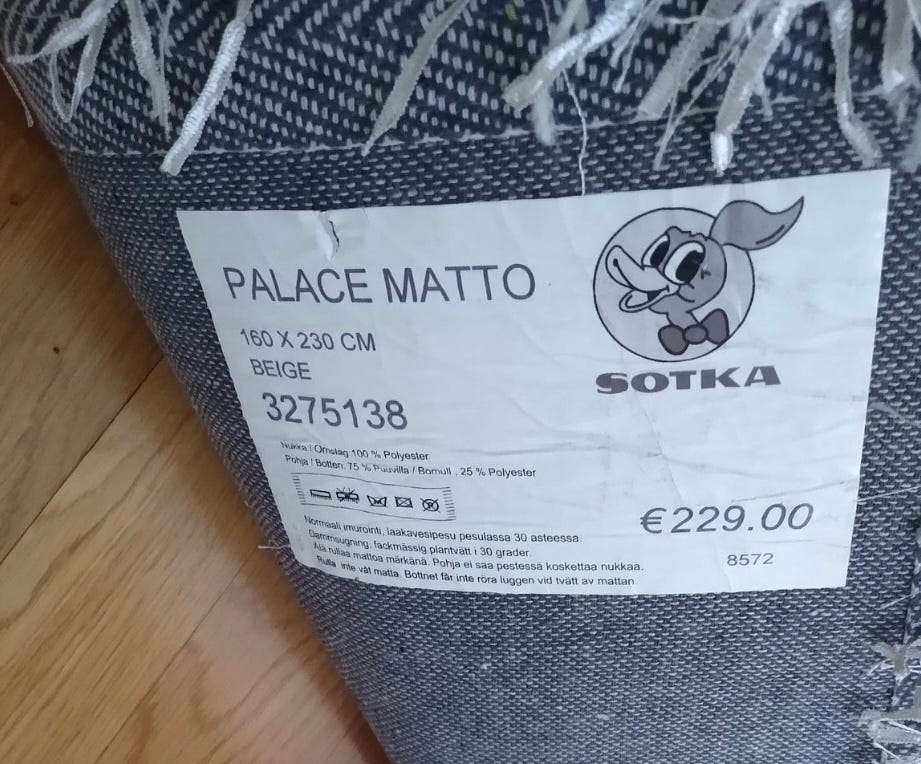 PALACE MATTO
160 X 230 CM
BEIGE
3275138
SOTKA
Nukka / Omslag 100 % Polyester
Pohja / Botten: 75 % Puuvilla / Bomull , 25 % Polyester
Normaali imurointi, laakavesipesu pesulassa 30 asteessa.
Dammsugning, fackmässig plantvätt i 30 grader.
Älä rullaa mattoa märkänä. Pohja ei saa pestessä koskettaa nukkaa.
Rulla inte våt matta. Bottnet får inte röra luggen vid tvätt av mattan.
€229.00
8572